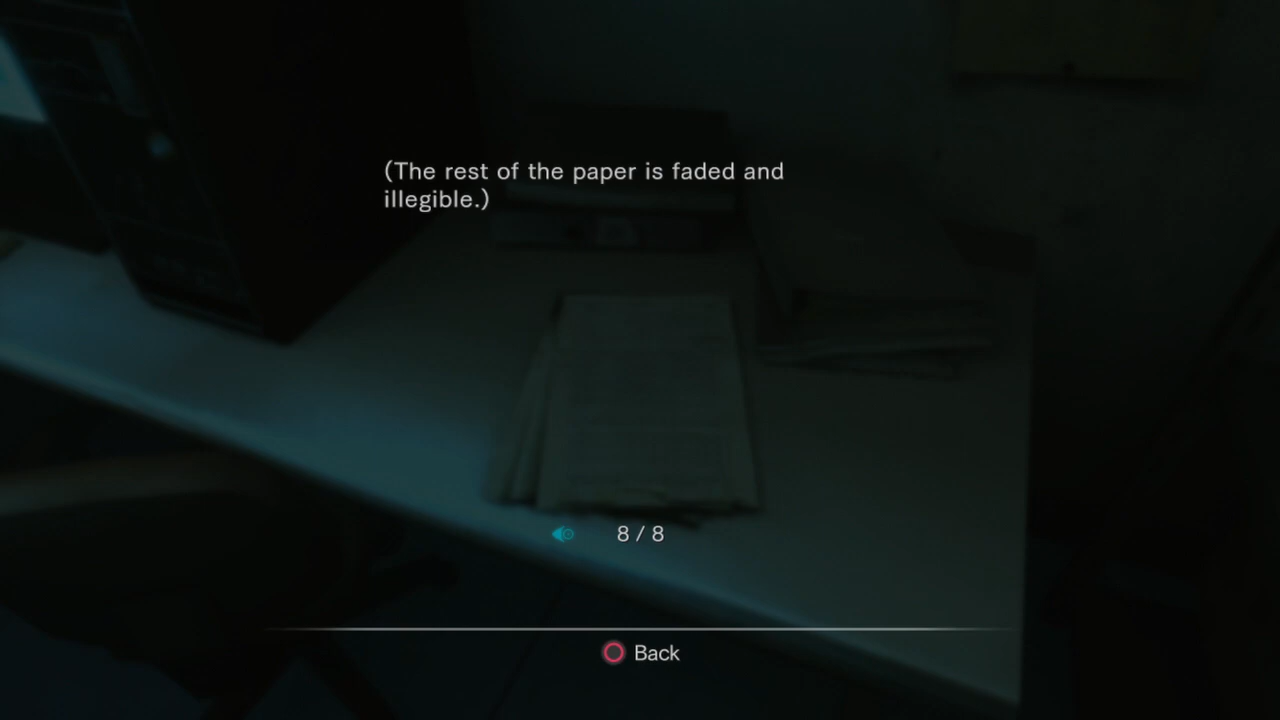 (The rest of the paper is faded and
illegible.)
8 / 8
Back